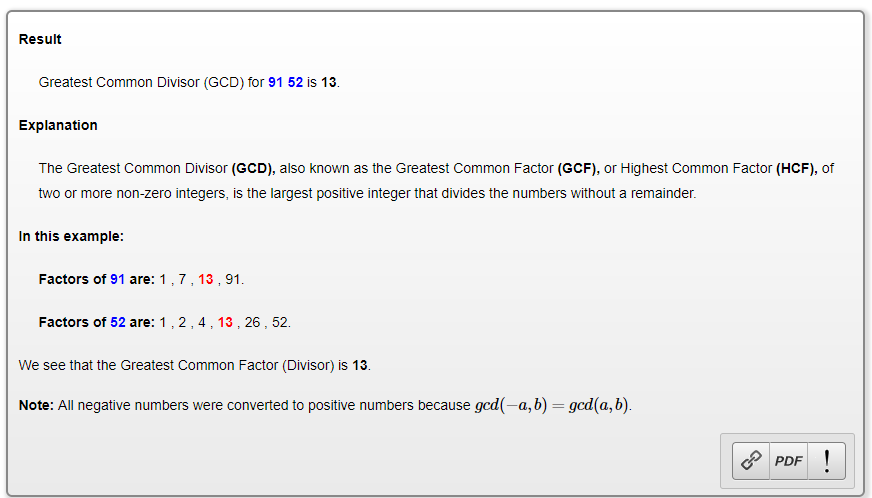 Result
Greatest Common Divisor (GCD) for 91 52 is 13.
Explanation
The Greatest Common Divisor (GCD), also known as the Greatest Common Factor (GCF), or Highest Common Factor (HCF), of
two or more non-zero integers, is the largest positive integer that divides the numbers without a remainder.
In this example:
Factors of 91 are: 1 , 7 , 13 , 91.
Factors of 52 are: 1 , 2 , 4 , 13 , 26 , 52.
We see that the Greatest Common Factor (Divisor) is 13.
Note: All negative numbers were converted to positive numbers because gcd(−a, b) = gcd(a, b).
PDF !